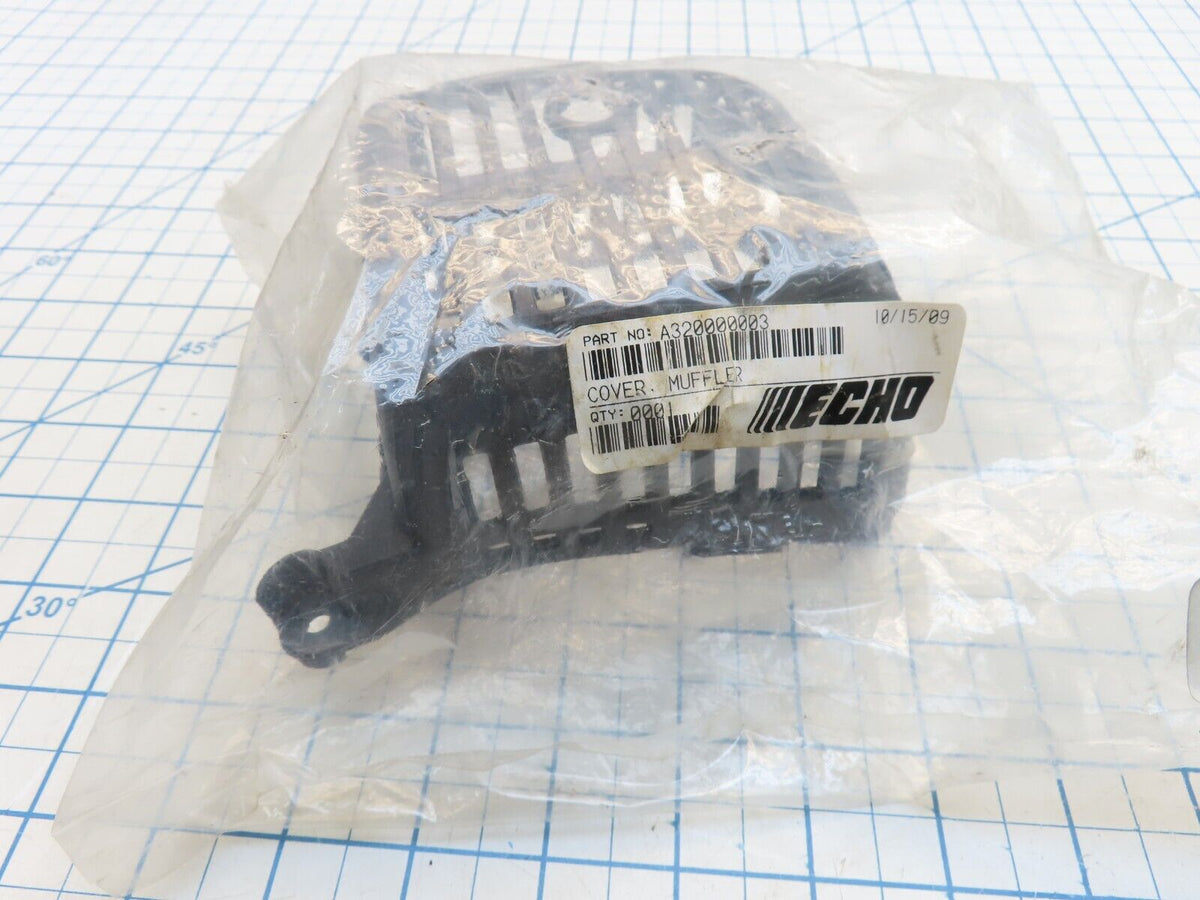 PART NO: A320000003
10/15/09
COVER, MUFFLER
QTY: 0001
ECHO
60°
45°
30°